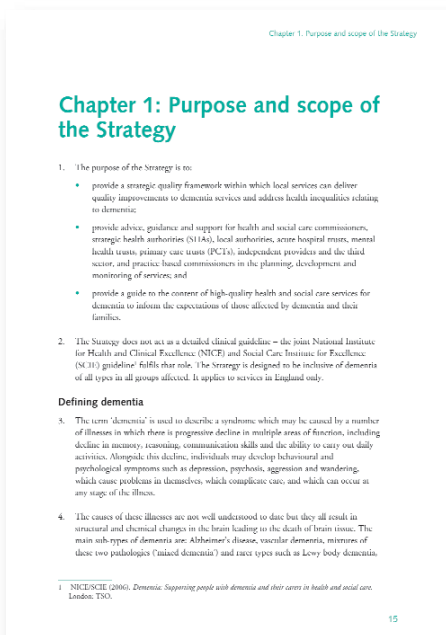 Chapter 1: Purpose and scope of the Strategy
Chapter 1: Purpose and scope of
the Strategy
1. The purpose of the Strategy is to:
• provide a strategic quality framework within which local services can deliver
quality improvements to dementia services and address health inequalities relating
to dementia;
• provide advice, guidance and support for health and social care commissioners,
strategic health authorities (SHAs), local authorities, acute hospital trusts, mental
health trusts, primary care trusts (PCTs), independent providers and the third
sector, and practice based commissioners in the planning, development and
monitoring of services; and
• provide a guide to the content of high-quality health and social care services for
dementia to inform the expectations of those affected by dementia and their
families.
2. The Strategy does not act as a detailed clinical guideline – the joint National Institute
for Health and Clinical Excellence (NICE) and Social Care Institute for Excellence
(SCIE) guideline¹ fulfils that role. The Strategy is designed to be inclusive of dementia
of all types in all groups affected. It applies to services in England only.
Defining dementia
3. The term ‘dementia’ is used to describe a syndrome which may be caused by a number
of illnesses in which there is progressive decline in multiple areas of function, including
decline in memory, reasoning, communication skills and the ability to carry out daily
activities. Alongside this decline, individuals may develop behavioural and
psychological symptoms such as depression, psychosis, aggression and wandering,
which cause problems in themselves, which complicate care, and which can occur at
any stage of the illness.
4. The causes of these illnesses are not well understood to date but they all result in
structural and chemical changes in the brain leading to the death of brain tissue. The
main sub-types of dementia are: Alzheimer’s disease, vascular dementia, mixtures of
these two pathologies (‘mixed dementia’) and rarer types such as Lewy body dementia,
1 NICE/SCIE (2006). Dementia: Supporting people with dementia and their carers in health and social care.
London: TSO.
15